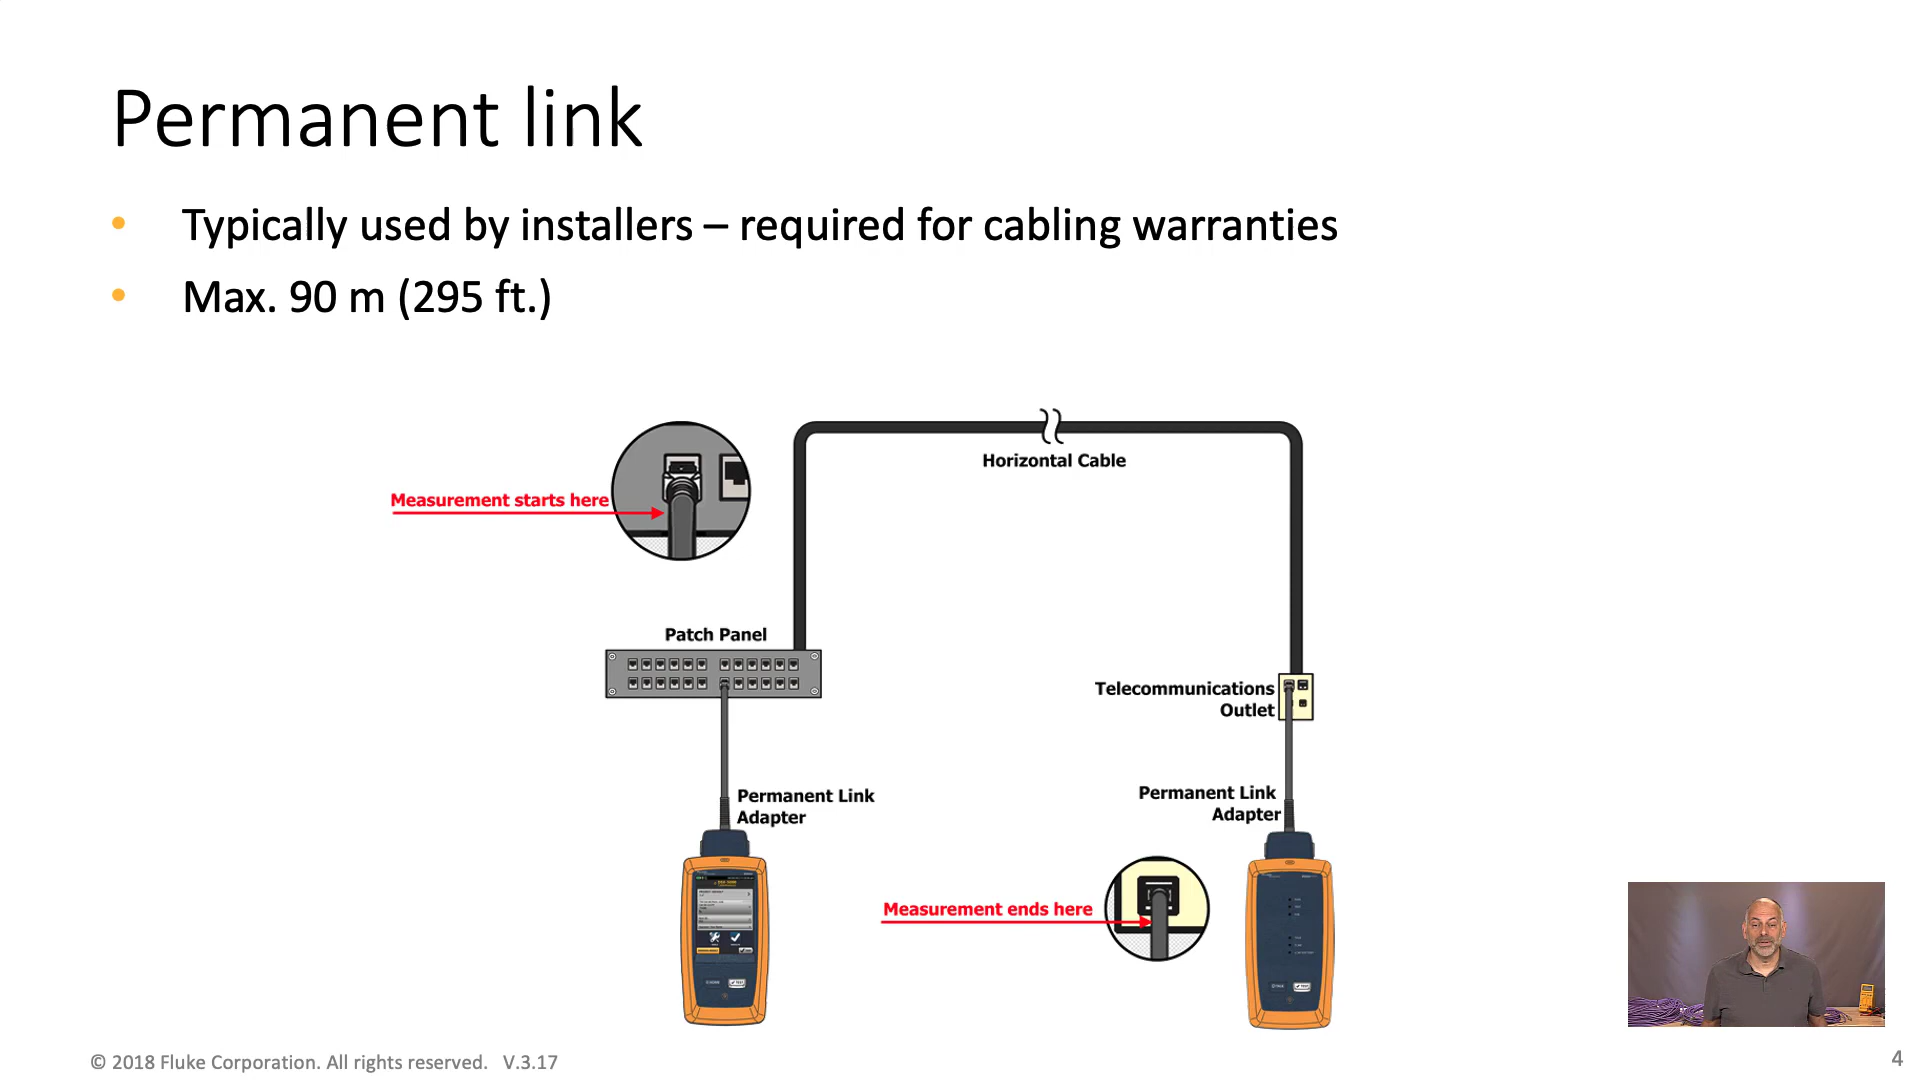 Permanent link
• Typically used by installers – required for cabling warranties
• Max. 90 m (295 ft.)
Horizontal Cable
Measurement starts here
Patch Panel
Telecommunications
Outlet
Permanent Link
Adapter
Permanent Link
Adapter
Measurement ends here
© 2018 Fluke Corporation. All rights reserved. V.3.17
4